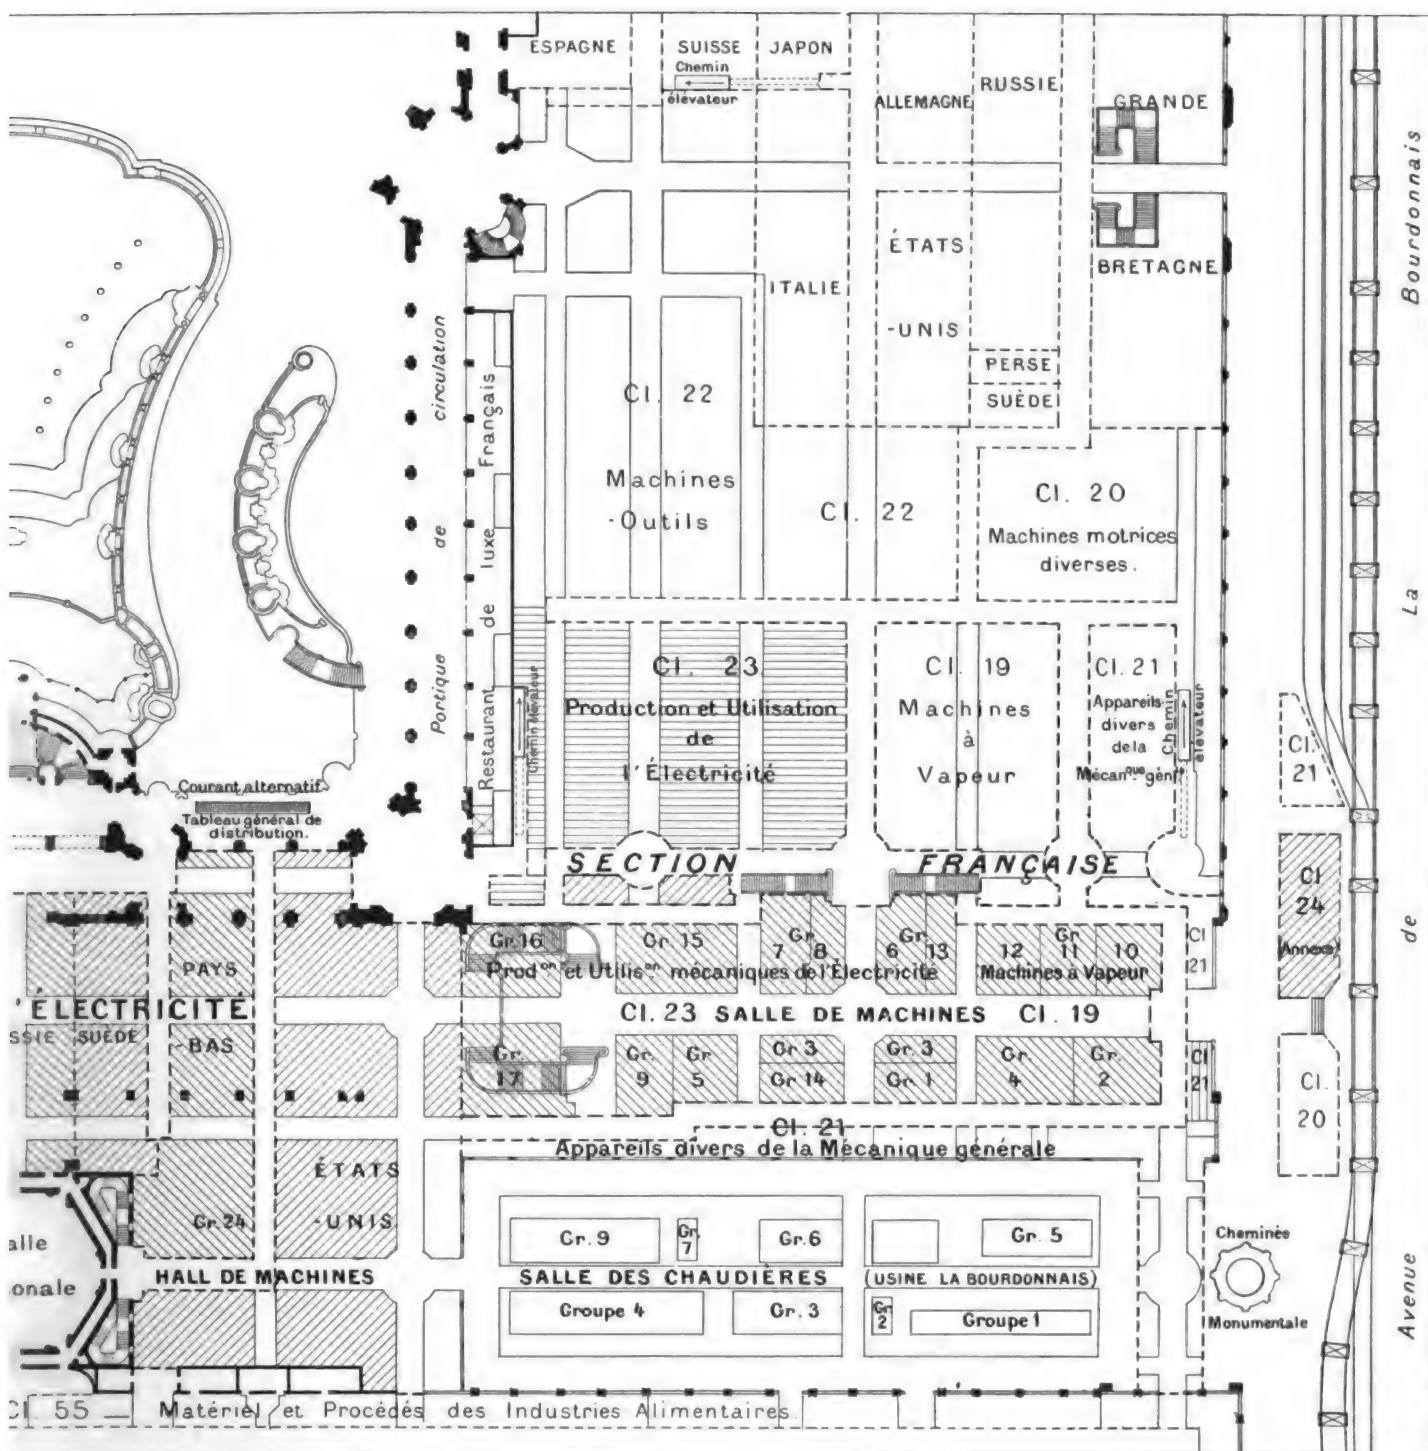 ESPAGNE
SUISSE
JAPON
Chemin
élévateur
ALLEMAGNE
RUSSIE
GRANDE
BRETAGNE
ÉTATS
-UNIS
ITALIE
PERSE
SUÈDE
Cl. 22
Machines
-Outils
Cl. 22
Cl. 20
Machines motrices
diverses.
Portique de circulation
Restaurant de luxe Français
Chemin élévateur
Cl. 23
Production et Utilisation
de
l'Électricité
Cl. 19
Machines
à
Vapeur
Cl. 21
Appareils
divers
de la
Mécanque génle
Chemin
élévateur
Cl.
21
Avenue de La Bourdonnais
Courant alternatif
Tableau général de
distribution.
SECTION FRANÇAISE
Cl
24
(Annexe)
Gr. 16
Gr. 15
Gr.
7 8
Gr.
6 13
Gr
12 11 10
Cl
21
Prodon et Utilison mécaniques de l'Électricité
Machines à Vapeur
PAYS
-BAS
'ÉLECTRICITÉ
SSIE SUÈDE
Cl. 23 SALLE DE MACHINES Cl. 19
Gr.
17
Gr.
9
Gr.
5
Gr. 3
Gr 14
Gr. 3
Gr. 1
Gr.
4
Gr.
2
Cl
21
Cl.
20
Cl. 21
Appareils divers de la Mécanique générale
ÉTATS
-UNIS
Gr. 24
alle
onale
HALL DE MACHINES
Gr. 9
Gr.
7
Gr. 6
Gr. 5
SALLE DES CHAUDIÈRES
(USINE LA BOURDONNAIS)
Groupe 4
Gr. 3
Gr
2
Groupe 1
Cheminée
Monumentale
Cl. 55 — Matériel et Procédés des Industries Alimentaires.